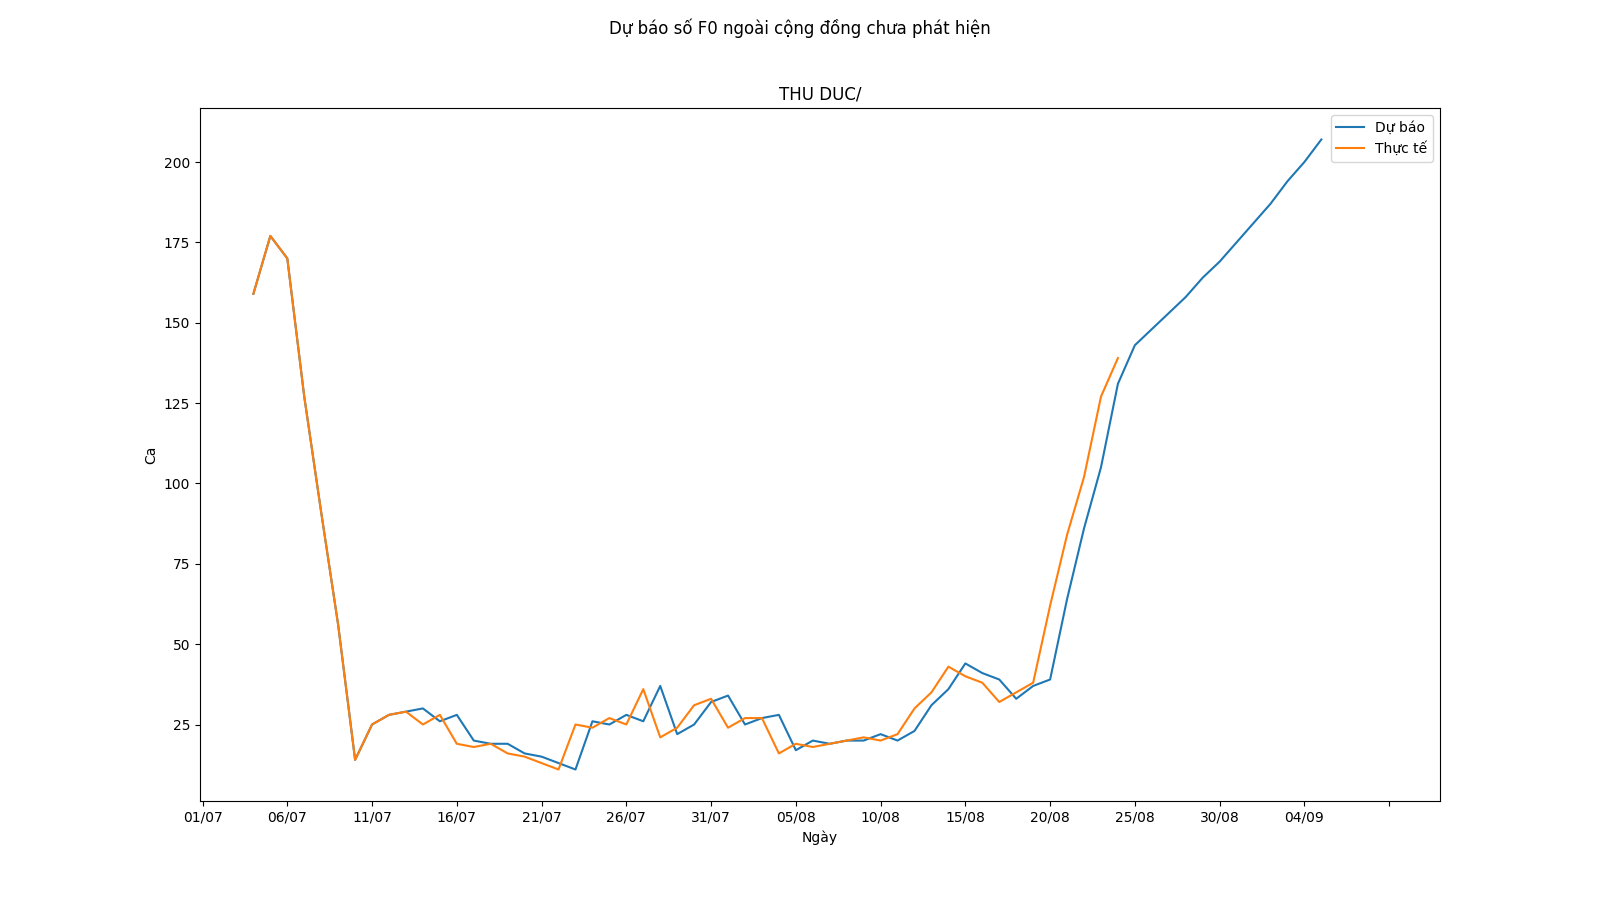 Dự báo số F0 ngoài cộng đồng chưa phát hiện
THU DUC/
Dự báo
Thực tế
200
175
150
125
100
75
50
25
Ca
01/07 06/07 11/07 16/07 21/07 26/07 31/07 05/08 10/08 15/08 20/08 25/08 30/08 04/09
Ngày